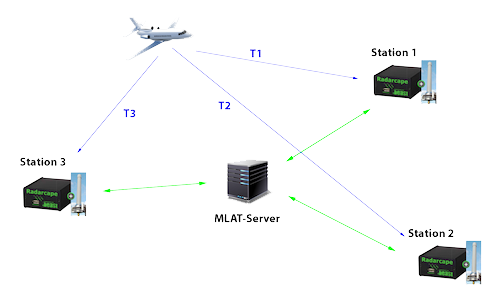 T1
Station 1
Radarcape
T2
T3
Station 3
Radarcape
MLAT-Server
Station 2
Radarcape